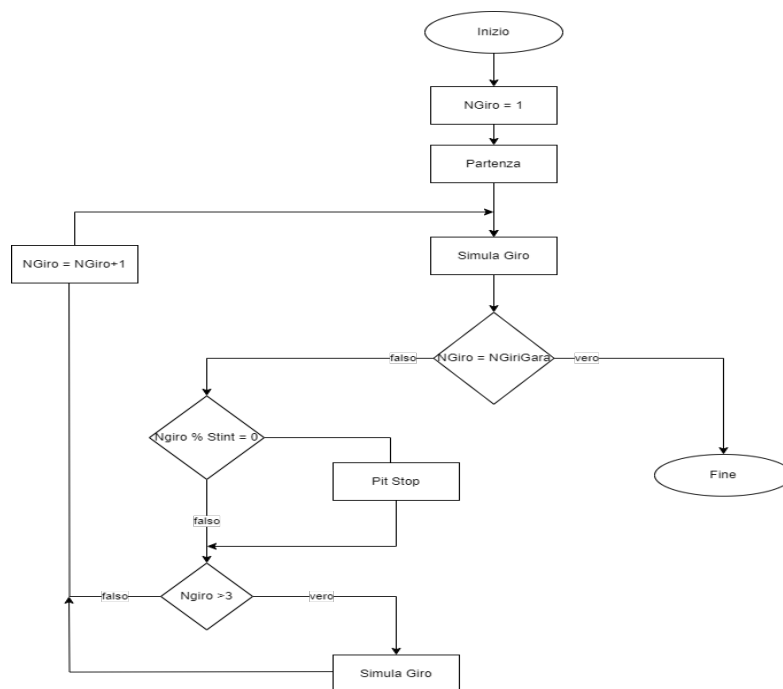 Inizio
NGiro = 1
Partenza
NGiro = NGiro+1
Simula Giro
NGiro = NGiriGara
falso
vero
Ngiro % Stint = 0
Pit Stop
Fine
falso
Ngiro >3
falso
vero
Simula Giro